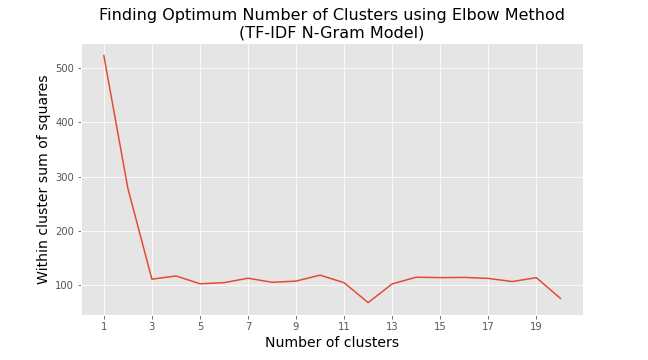 Finding Optimum Number of Clusters using Elbow Method
(TF-IDF N-Gram Model)
500
400
300
200
100
Within cluster sum of squares
1 3 5 7 9 11 13 15 17 19
Number of clusters